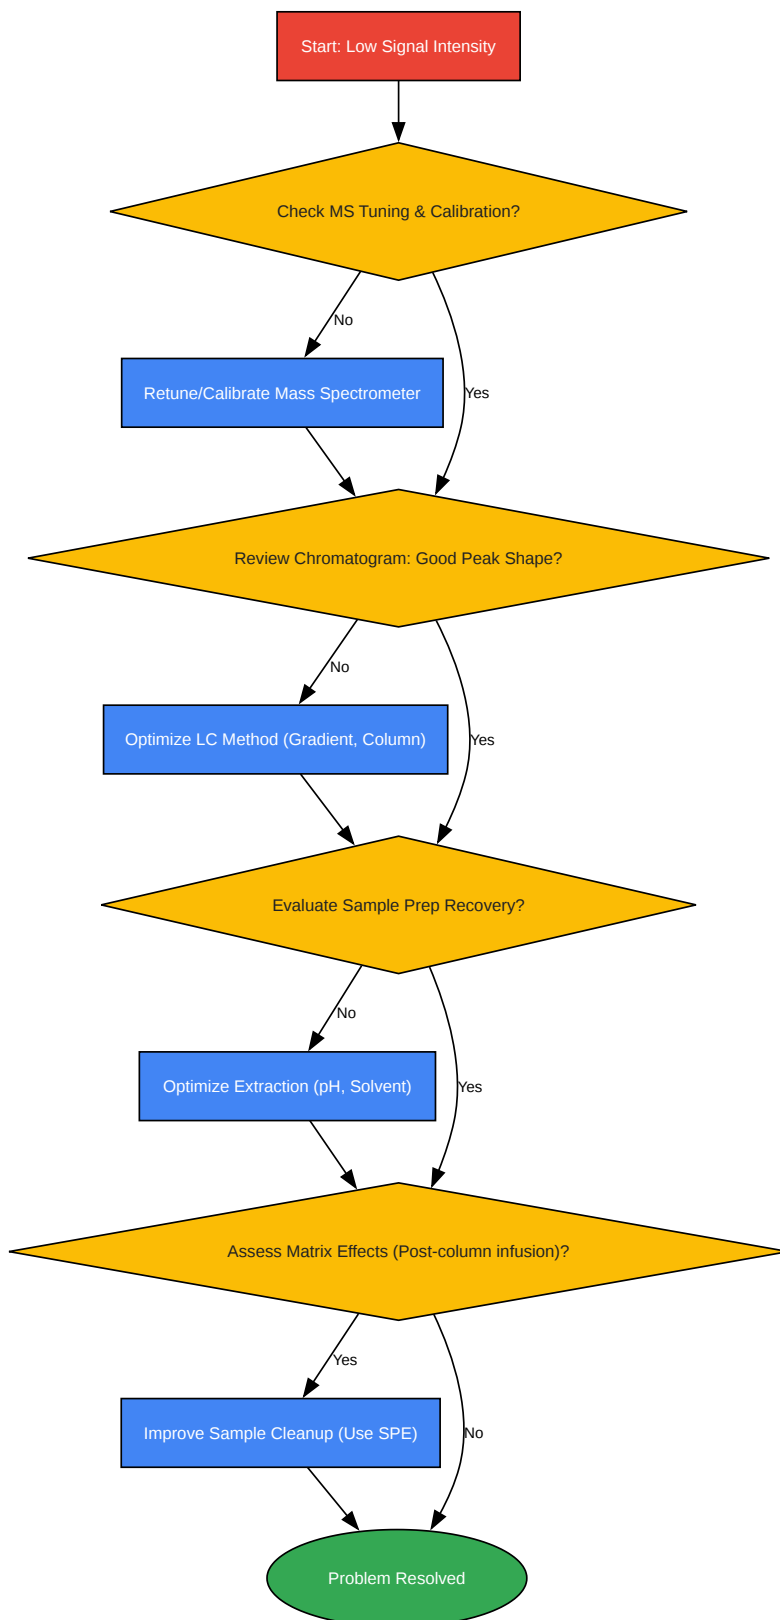 Start: Low Signal Intensity
Check MS Tuning & Calibration?
No
Retune/Calibrate Mass Spectrometer
Yes
Review Chromatogram: Good Peak Shape?
No
Optimize LC Method (Gradient, Column)
Yes
Evaluate Sample Prep Recovery?
No
Optimize Extraction (pH, Solvent)
Yes
Assess Matrix Effects (Post-column infusion)?
Yes
Improve Sample Cleanup (Use SPE)
No
Problem Resolved